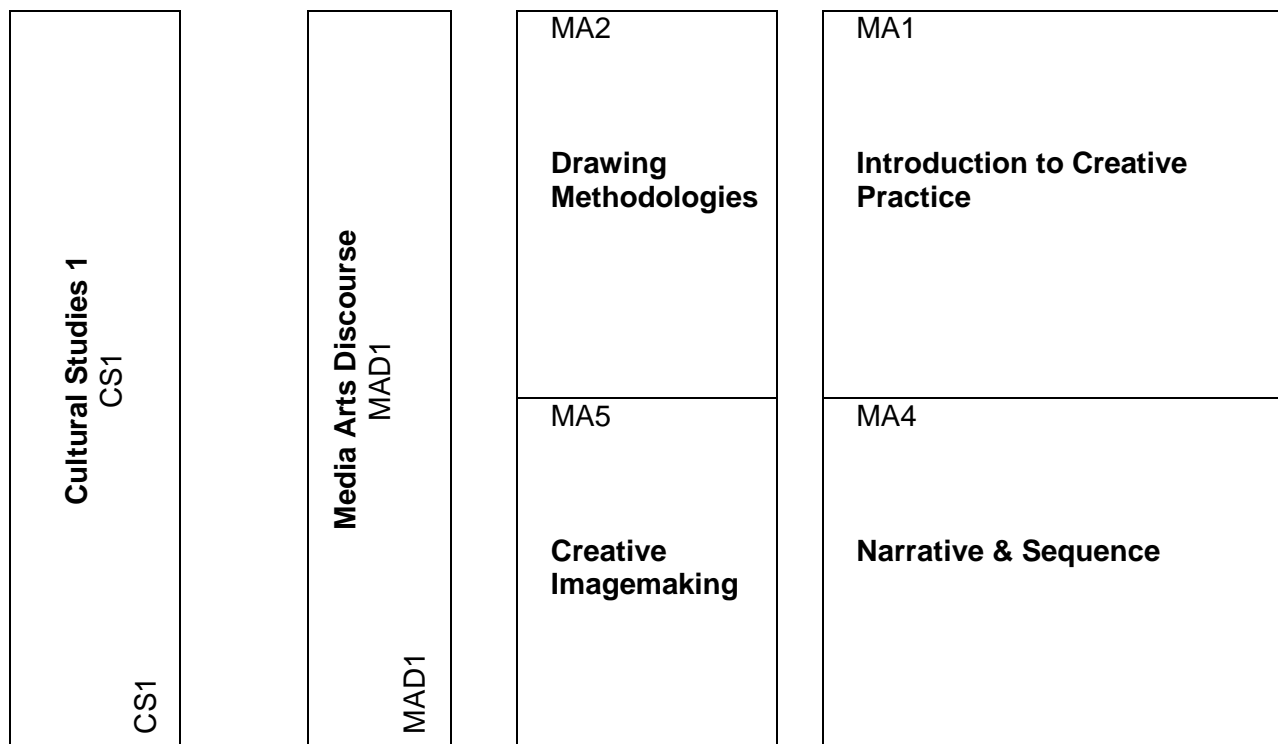 Cultural Studies 1
CS1
CS1
Media Arts Discourse
MAD1
MAD1
MA2
Drawing
Methodologies
MA1
Introduction to Creative
Practice
MA5
Creative
Imagemaking
MA4
Narrative & Sequence